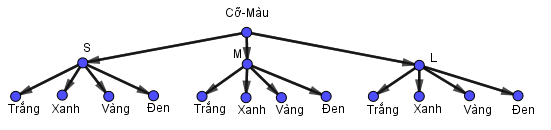 Cỡ-Màu
S
M
L
Trắng Xanh Vàng Đen Trắng Xanh Vàng Đen Trắng Xanh Vàng Đen